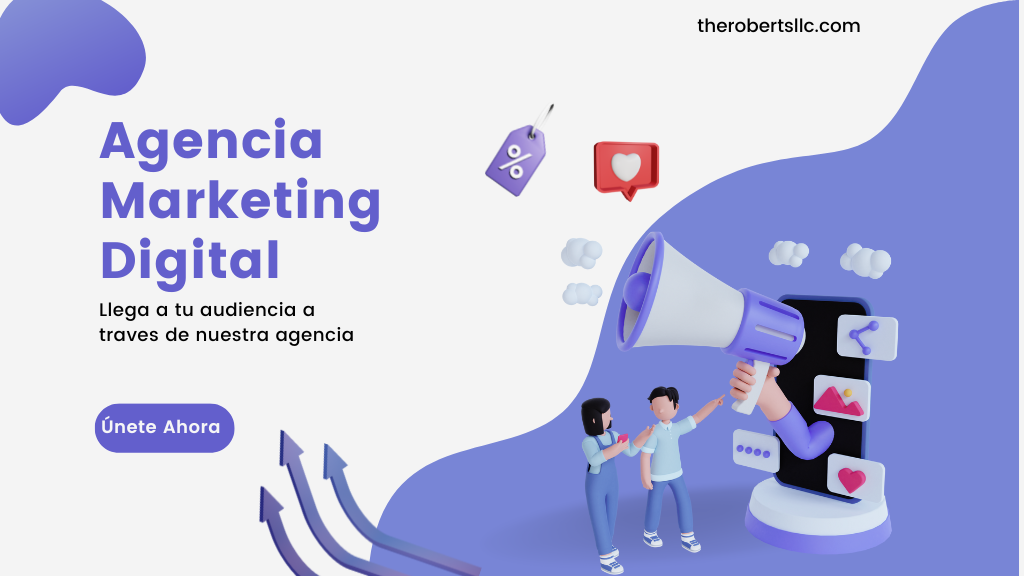 therobertsllc.com
Agencia
Marketing
Digital
Llega a tu audiencia a
traves de nuestra agencia
Únete Ahora
%